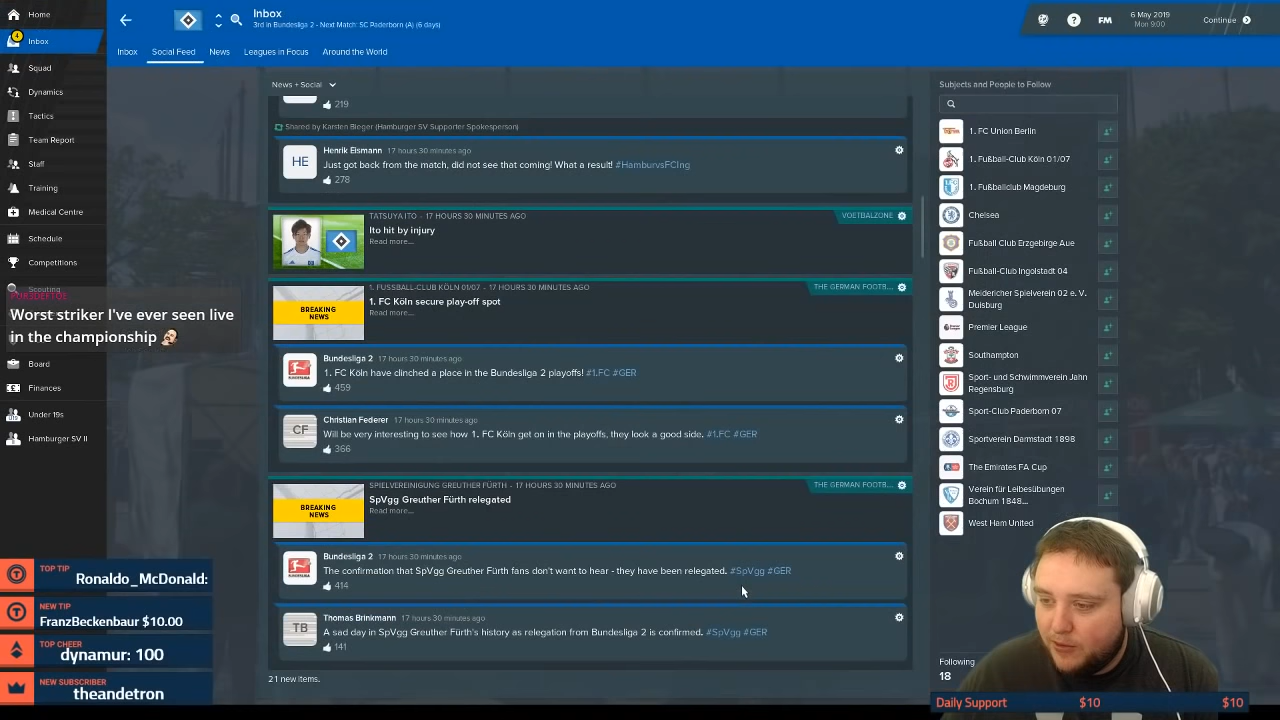 Home
4
Inbox
Squad
Dynamics
Tactics
Team Report
Staff
Training
Medical Centre
Schedule
Competitions
Scouting
Worst striker I've ever seen live
in the championship
Board
Finances
Under 19s
Hamburger SV II
TOP TIP
Ronaldo_McDonald:
NEW TIP
FranzBeckenbaur $10.00
TOP CHEER
dynamur: 100
NEW SUBSCRIBER
theandetron
Inbox
3rd in Bundesliga 2 - Next Match: SC Paderborn (A) (6 days)
FM
6 May 2019
Mon 9:00
Continue
Inbox
Social Feed
News
Leagues in Focus
Around the World
News + Social
219
Shared by Karsten Bieger (Hamburger SV Supporter Spokesperson)
HE
Henrik Eismann 17 hours 30 minutes ago
Just got back from the match, did not see that coming! What a result! #HamburvsFCIng
278
TATSUYA ITO - 17 HOURS 30 MINUTES AGO
VOETBALZONE
Ito hit by injury
Read more...
1. FUSSBALL-CLUB KÖLN 01/07 - 17 HOURS 30 MINUTES AGO
THE GERMAN FOOTB...
BREAKING
NEWS
1. FC Köln secure play-off spot
Read more...
Bundesliga 2 17 hours 30 minutes ago
1. FC Köln have clinched a place in the Bundesliga 2 playoffs! #1.FC #GER
459
CF
Christian Federer 17 hours 30 minutes ago
Will be very interesting to see how 1. FC Köln get on in the playoffs, they look a good side. #1.FC #GER
366
SPIELVEREINIGUNG GREUTHER FÜRTH - 17 HOURS 30 MINUTES AGO
THE GERMAN FOOTB...
BREAKING
NEWS
SpVgg Greuther Fürth relegated
Read more...
Bundesliga 2 17 hours 30 minutes ago
The confirmation that SpVgg Greuther Fürth fans don't want to hear - they have been relegated. #SpVgg #GER
414
TB
Thomas Brinkmann 17 hours 30 minutes ago
A sad day in SpVgg Greuther Fürth's history as relegation from Bundesliga 2 is confirmed. #SpVgg #GER
141
21 new items.
Subjects and People to Follow
1. FC Union Berlin
1. Fußball-Club Köln 01/07
1. Fußballclub Magdeburg
Chelsea
Fußball Club Erzgebirge Aue
Fußball-Club Ingolstadt 04
Meidericher Spielverein 02 e. V.
Duisburg
Premier League
Southampton
Sport- und Schwimmverein Jahn
Regensburg
Sport-Club Paderborn 07
Sportverein Darmstadt 1898
The Emirates FA Cup
Verein für Leibesübungen
Bochum 1848...
West Ham United
Following
18
Daily Support $10 $10